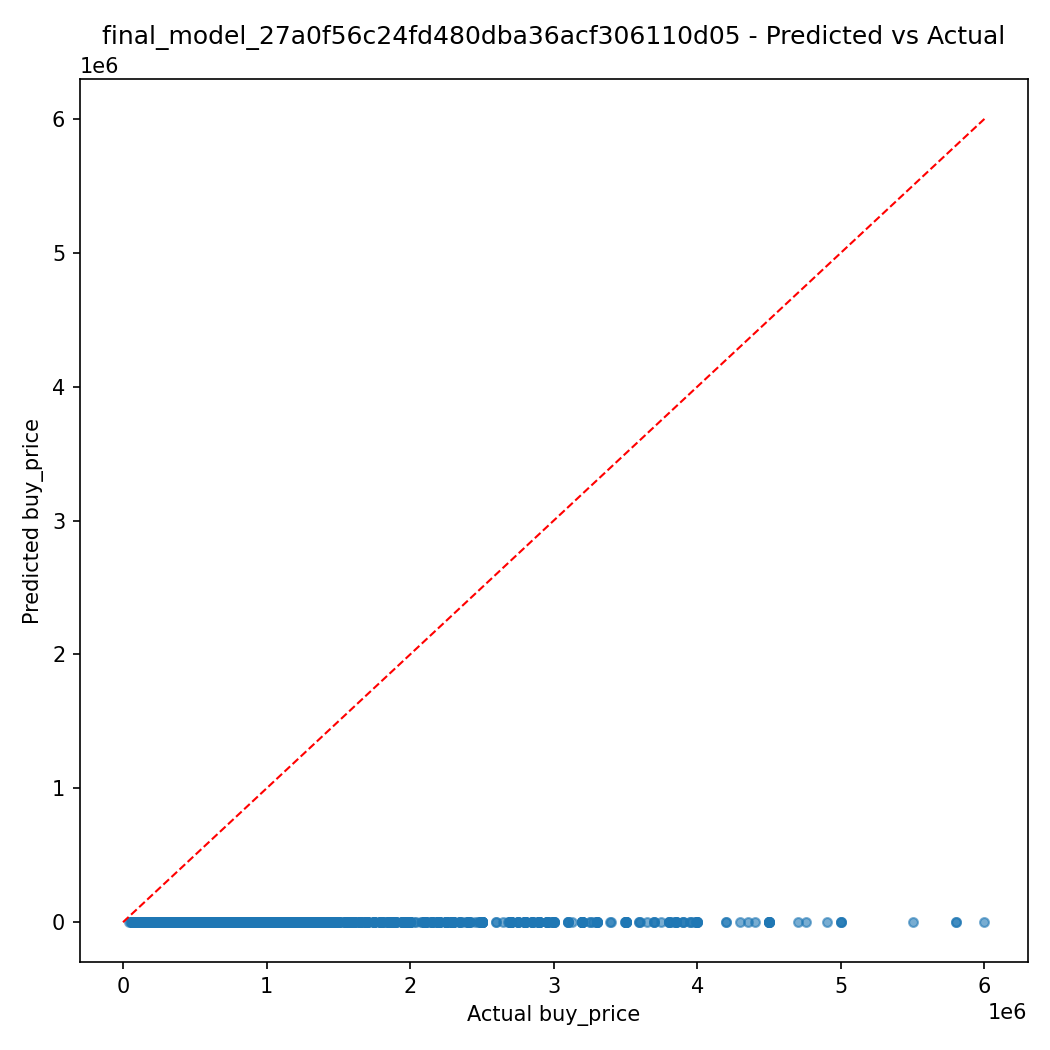 final_model_27a0f56c24fd480dba36acf306110d05 - Predicted vs Actual
1e6
6
5
4
3
2
1
0
Predicted buy_price
0 1 2 3 4 5 6
1e6
Actual buy_price